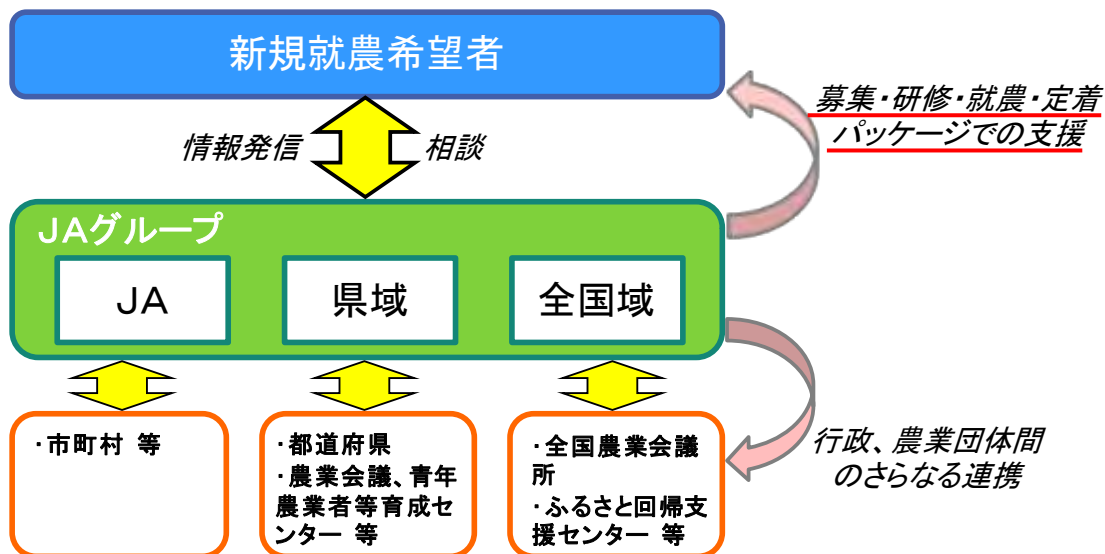 新規就農希望者
募集・研修・就農・定着
パッケージでの支援
情報発信
相談
JAグループ
JA
県域
全国域
・市町村 等
・都道府県
・農業会議、青年
農業者等育成セ
ンター 等
・全国農業会議
所
・ふるさと回帰支
援センター 等
行政、農業団体間
のさらなる連携